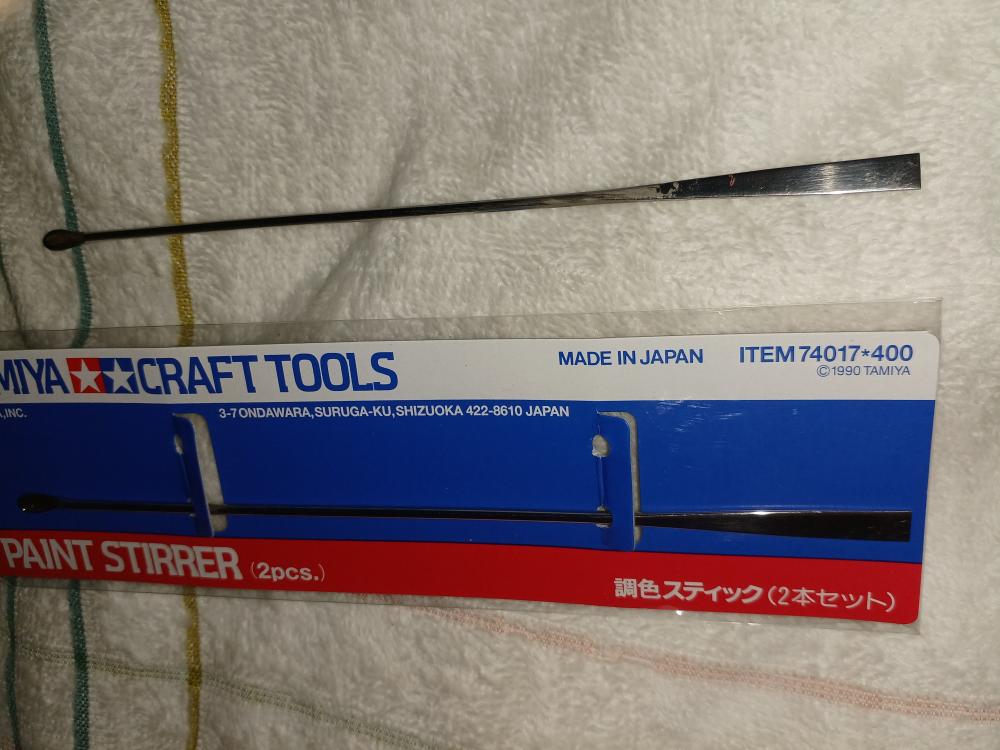 MIYA CRAFT TOOLS
MADE IN JAPAN
ITEM 74017*400
©1990 TAMIYA
A, INC.
3-7 ONDAWARA, SURUGA-KU, SHIZUOKA 422-8610 JAPAN
PAINT STIRRER (2pcs.)
調色スティック(2本セット)